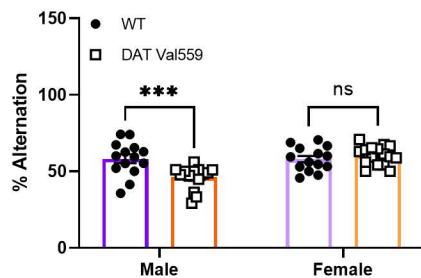 150
100
50
0
% Alternation
WT
DAT Val559
***
ns
Male
Female